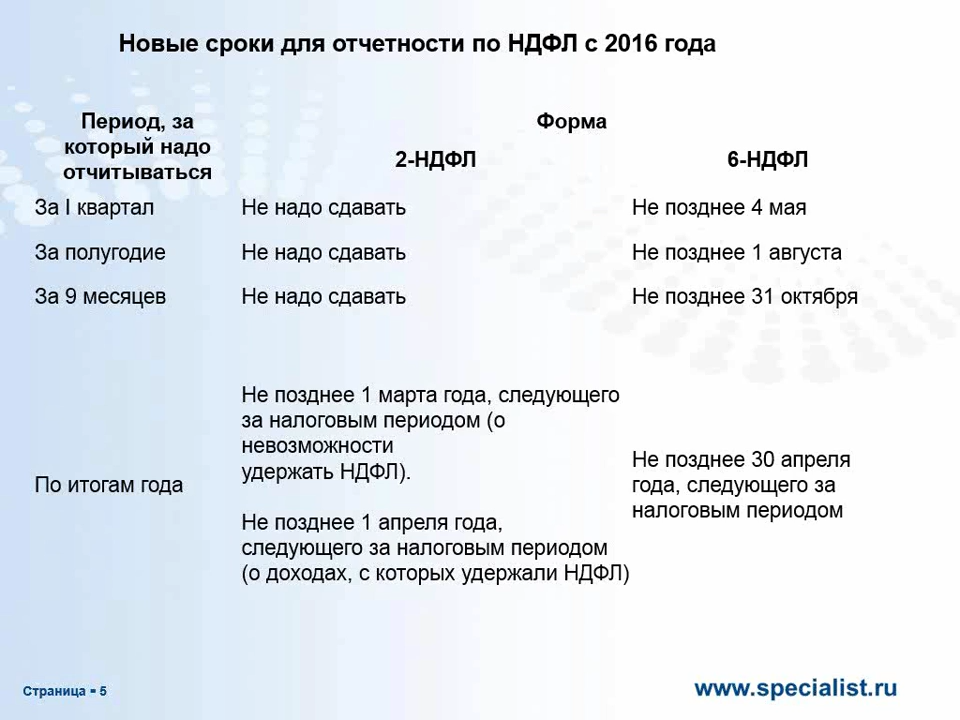 Новые сроки для отчетности по НДФЛ с 2016 года
Период, за
который надо
отчитываться
Форма
2-НДФЛ
6-НДФЛ
За I квартал
Не надо сдавать
Не позднее 4 мая
За полугодие
Не надо сдавать
Не позднее 1 августа
За 9 месяцев
Не надо сдавать
Не позднее 31 октября
По итогам года
Не позднее 1 марта года, следующего
за налоговым периодом (о
невозможности
удержать НДФЛ).
Не позднее 1 апреля года,
следующего за налоговым периодом
(о доходах, с которых удержали НДФЛ)
Не позднее 30 апреля
года, следующего за
налоговым периодом
Страница ▪ 5
www.specialist.ru